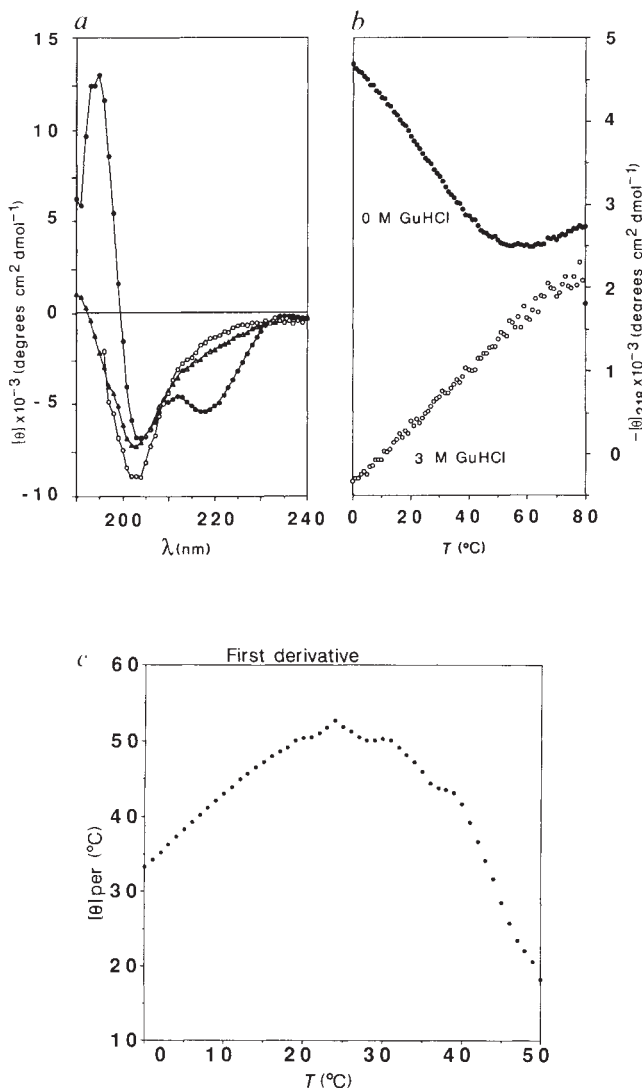 a
b
15
10
5
0
-5
-10
[θ] x10⁻³ (degrees cm² dmol⁻¹)
200
220
240
λ(nm)
5
4
3
2
1
0
-[θ]₂₁₈ x10⁻³ (degrees cm² dmol⁻¹)
0 M GuHCl
3 M GuHCl
0
20
40
60
80
T (°C)
c
First derivative
60
50
40
30
20
10
[θ] per (°C)
0
10
20
30
40
50
T (°C)